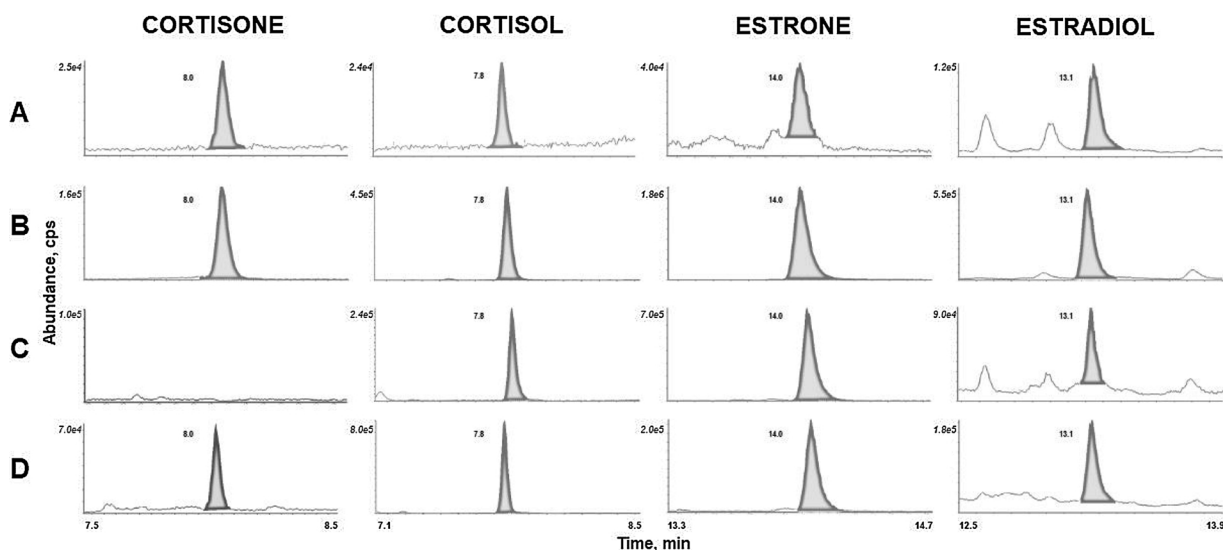 CORTISONE CORTISOL ESTRONE ESTRADIOL
A
2.5e4 8.0 2.4e4 7.8 4.0e4 14.0 1.2e5 13.1
B
1.6e5 8.0 4.5e5 7.8 1.8e6 14.0 5.5e5 13.1
Abundance, cps
C
1.0e5 2.4e5 7.8 7.0e5 14.0 9.0e4 13.1
D
7.0e4 8.0 8.0e5 7.8 2.0e5 14.0 1.8e5 13.1
7.5 8.5 7.1 8.5 13.3 14.7 12.5 13.9
Time, min